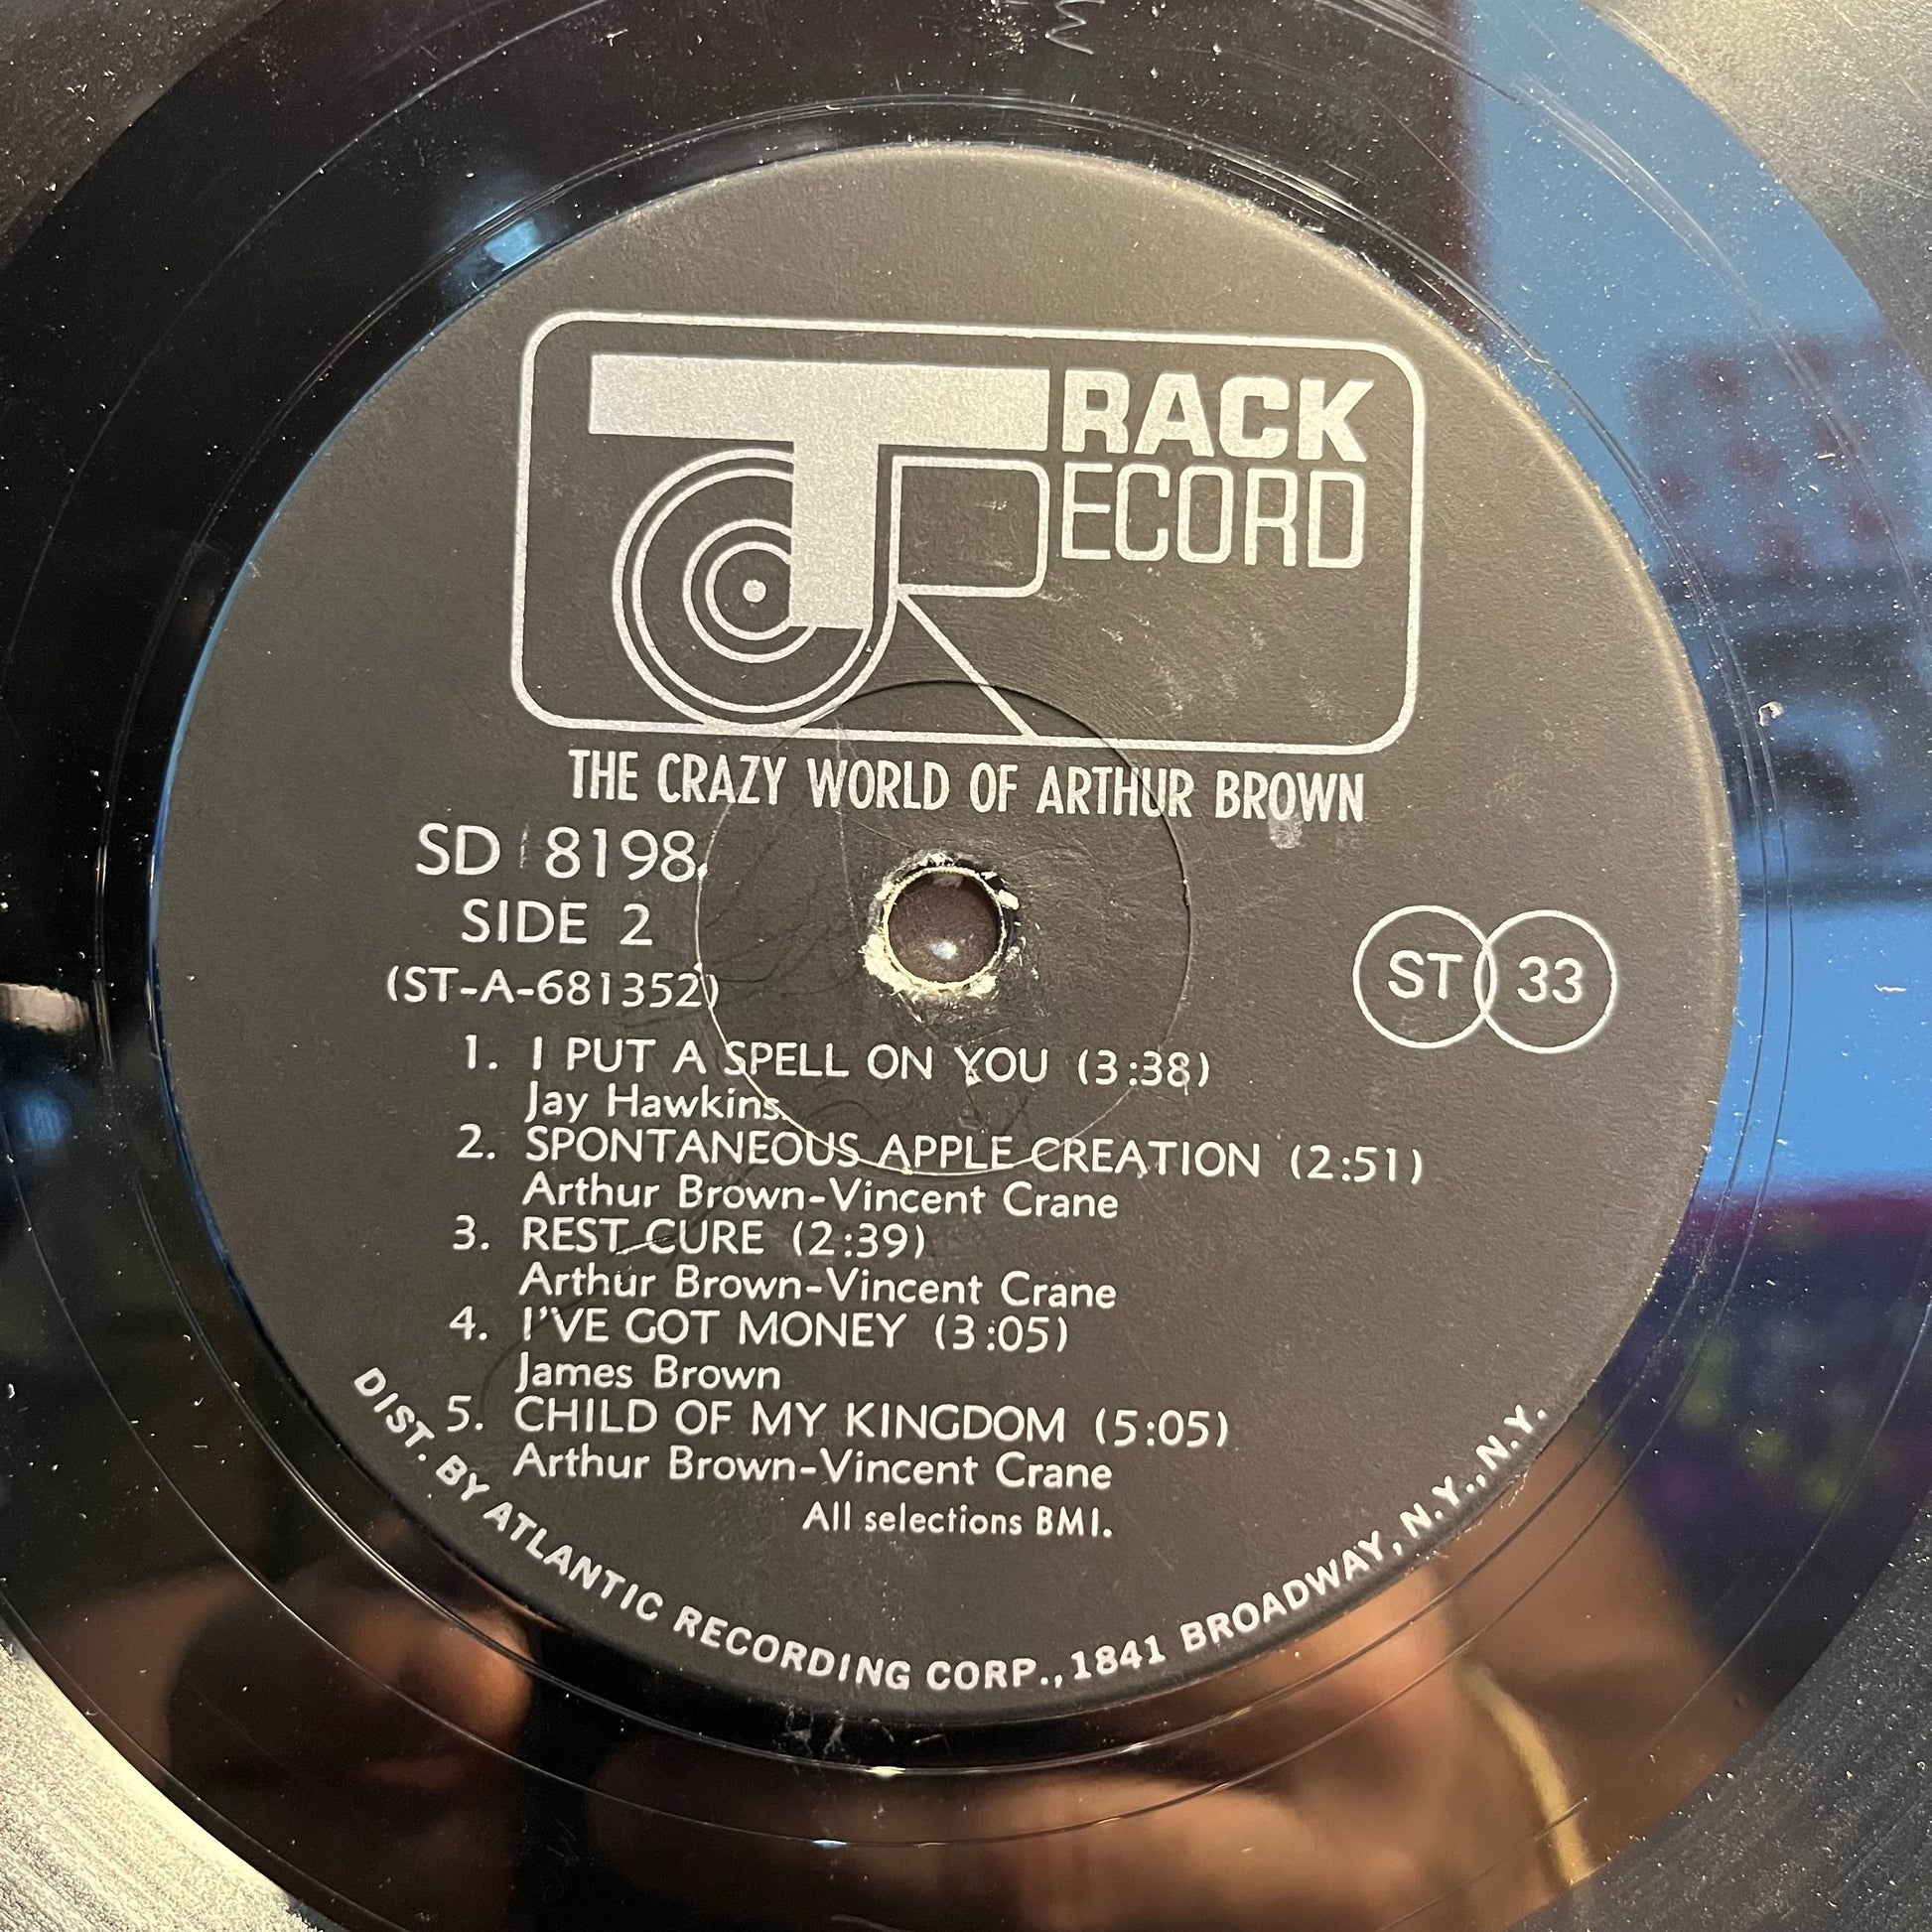 TRACK
RECORD
THE CRAZY WORLD OF ARTHUR BROWN
SD 8198
SIDE 2
(ST-A-681352)
ST 33
1. I PUT A SPELL ON YOU (3:38)
Jay Hawkins
2. SPONTANEOUS APPLE CREATION (2:51)
Arthur Brown-Vincent Crane
3. REST CURE (2:39)
Arthur Brown-Vincent Crane
4. I'VE GOT MONEY (3:05)
James Brown
5. CHILD OF MY KINGDOM (5:05)
Arthur Brown-Vincent Crane
All selections BMI.
DIST. BY ATLANTIC RECORDING CORP., 1841 BROADWAY, N.Y., N.Y.